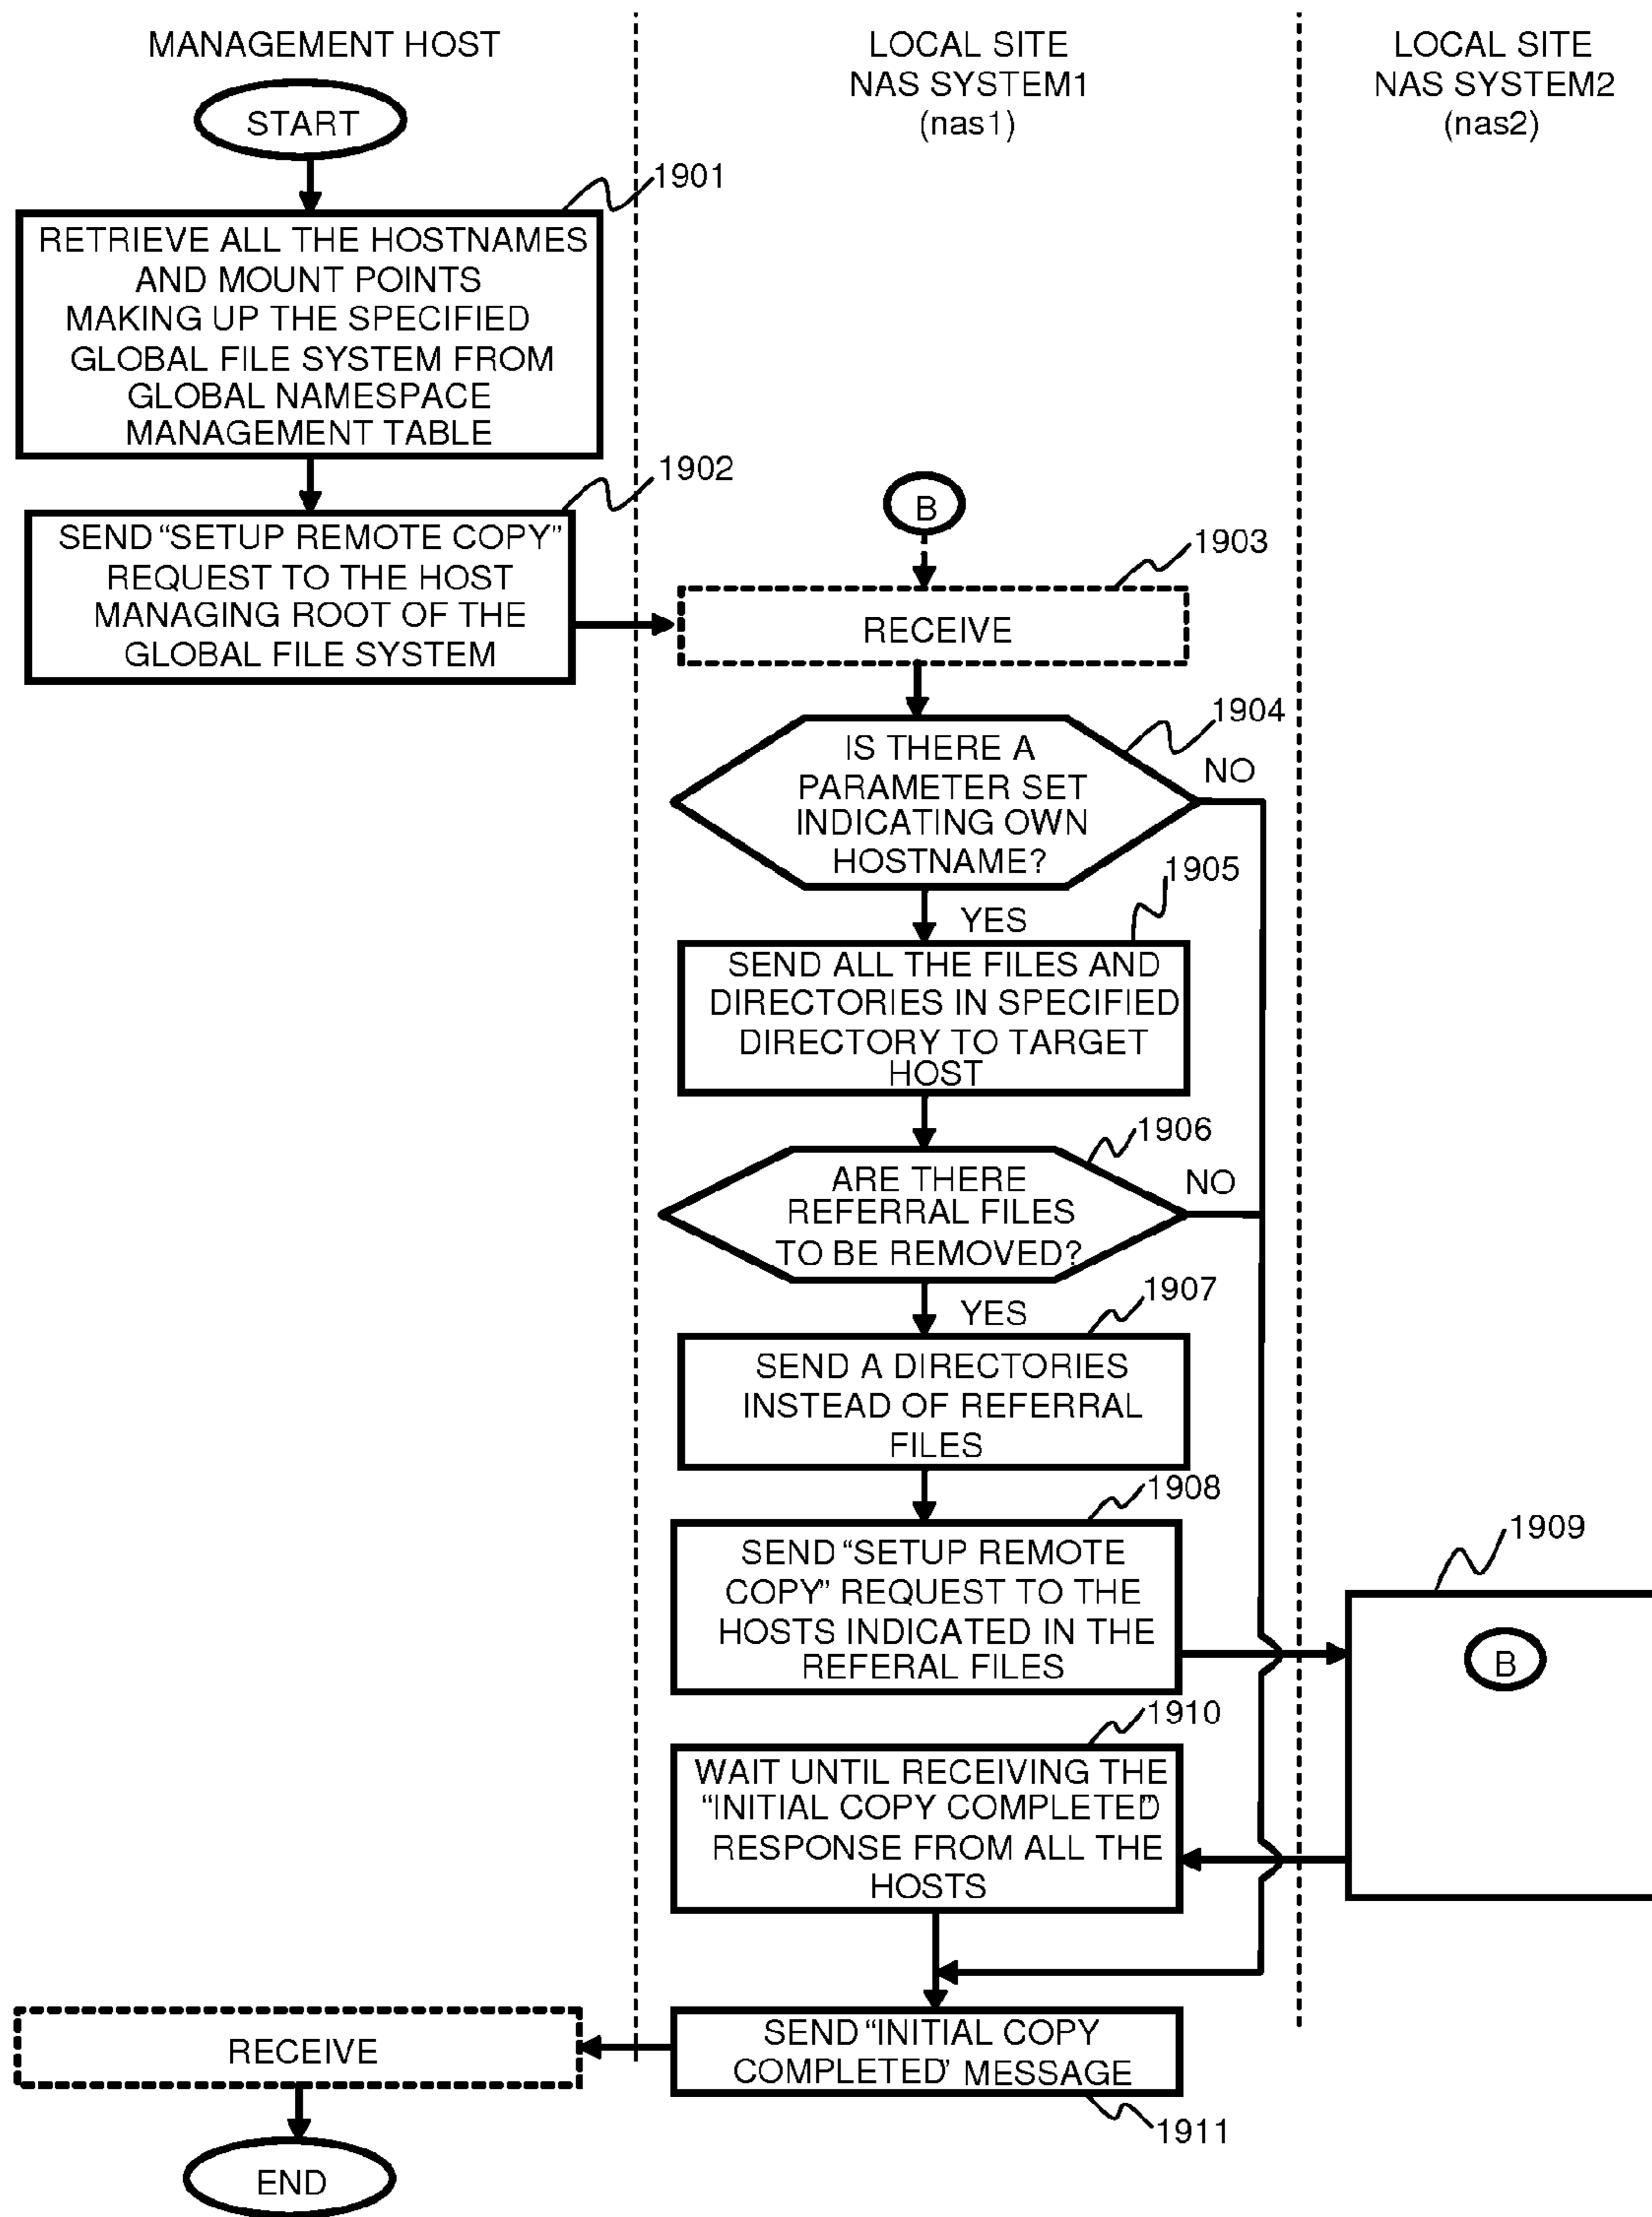 MANAGEMENT HOST
LOCAL SITE
NAS SYSTEM1
(nas1)
LOCAL SITE
NAS SYSTEM2
(nas2)
START
1901
RETRIEVE ALL THE HOSTNAMES
AND MOUNT POINTS
MAKING UP THE SPECIFIED
GLOBAL FILE SYSTEM FROM
GLOBAL NAMESPACE
MANAGEMENT TABLE
1902
SEND “SETUP REMOTE COPY”
REQUEST TO THE HOST
MANAGING ROOT OF THE
GLOBAL FILE SYSTEM
B
1903
RECEIVE
1904
IS THERE A
PARAMETER SET
INDICATING OWN
HOSTNAME?
NO
YES
1905
SEND ALL THE FILES AND
DIRECTORIES IN SPECIFIED
DIRECTORY TO TARGET
HOST
1906
ARE THERE
REFERRAL FILES
TO BE REMOVED?
NO
YES
1907
SEND A DIRECTORIES
INSTEAD OF REFERRAL
FILES
1908
SEND “SETUP REMOTE
COPY” REQUEST TO THE
HOSTS INDICATED IN THE
REFERAL FILES
1909
B
1910
WAIT UNTIL RECEIVING THE
“INITIAL COPY COMPLETED”
RESPONSE FROM ALL THE
HOSTS
SEND “INITIAL COPY
COMPLETED’ MESSAGE
1911
RECEIVE
END